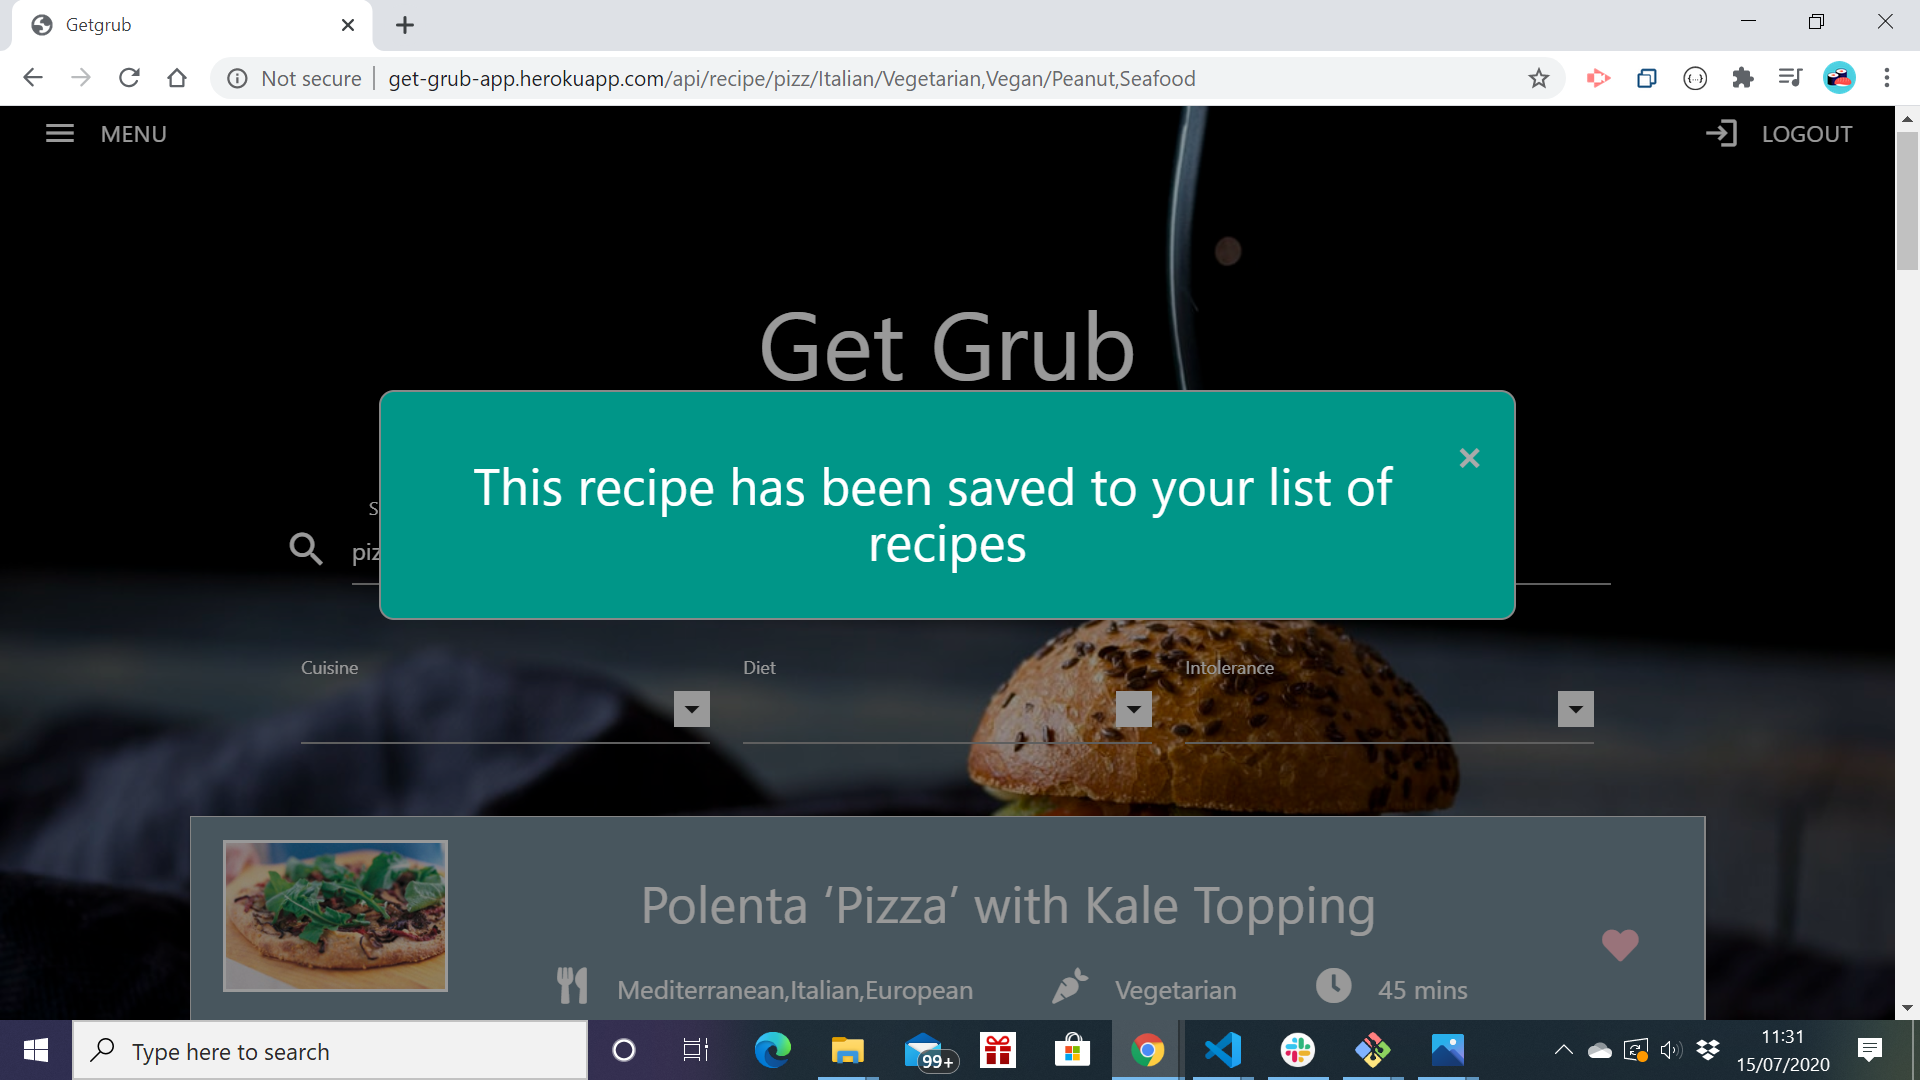 Getgrub
Not secure
get-grub-app.herokuapp.com/api/recipe/pizz/Italian/Vegetarian,Vegan/Peanut,Seafood
MENU
LOGOUT
Get Grub
This recipe has been saved to your list of
recipes
S
piz
Cuisine
Diet
Intolerance
Polenta ‘Pizza’ with Kale Topping
Mediterranean,Italian,European
Vegetarian
45 mins
Type here to search
99+
11:31
15/07/2020